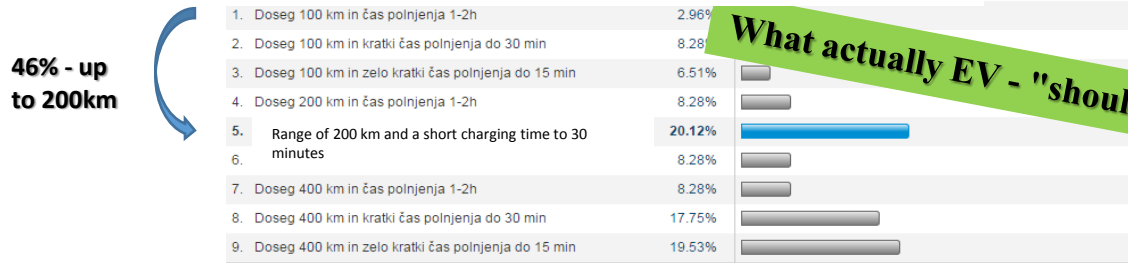 46% - up
to 200km
1. Doseg 100 km in čas polnjenja 1-2h 2.96%
2. Doseg 100 km in kratki čas polnjenja do 30 min 8.28%
3. Doseg 100 km in zelo kratki čas polnjenja do 15 min 6.51%
4. Doseg 200 km in čas polnjenja 1-2h 8.28%
5. Range of 200 km and a short charging time to 30 20.12%
minutes
6. 8.28%
7. Doseg 400 km in čas polnjenja 1-2h 8.28%
8. Doseg 400 km in kratki čas polnjenja do 30 min 17.75%
9. Doseg 400 km in zelo kratki čas polnjenja do 15 min 19.53%
What actually EV - "shoul